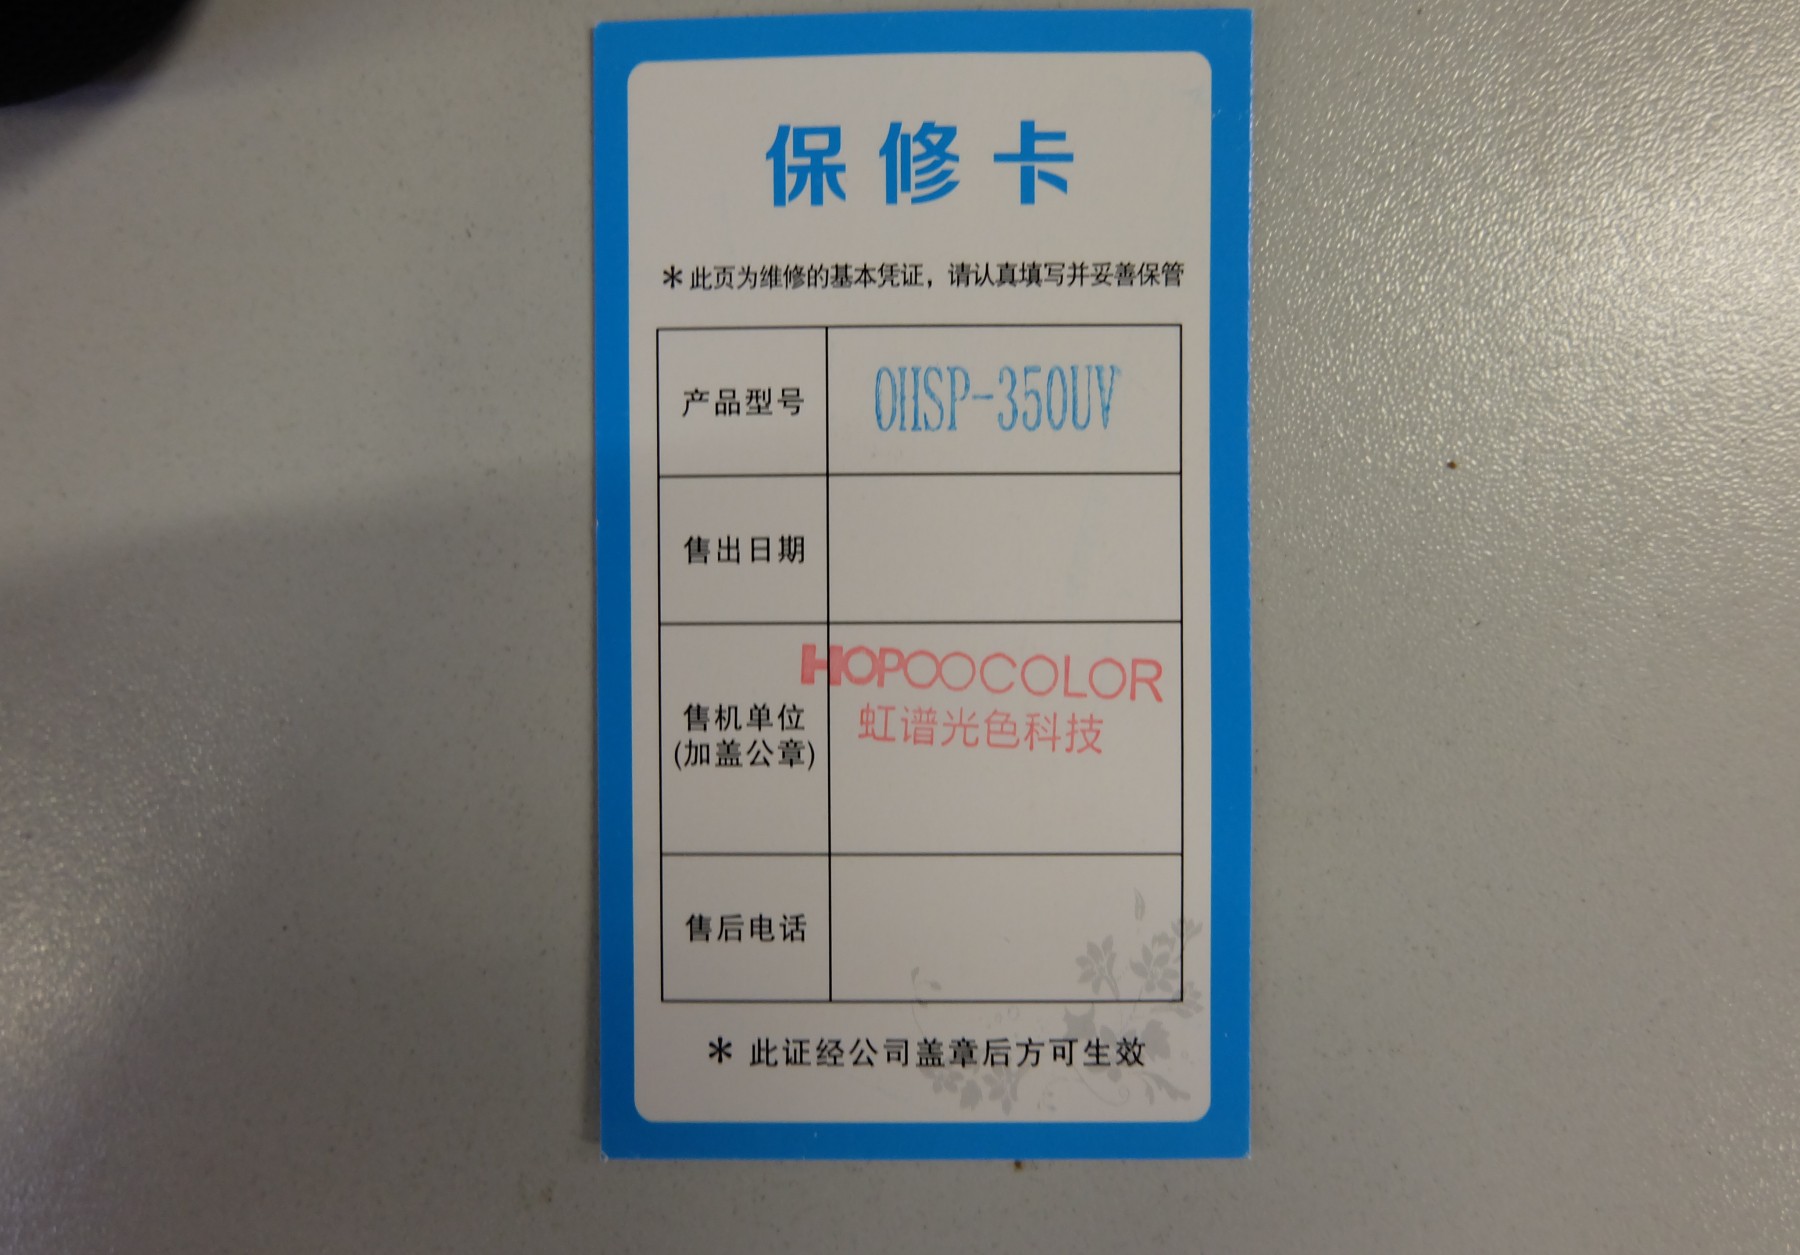 保修卡
*此页为维修的基本凭证，请认真填写并妥善保管
产品型号
OHSP-350UV
售出日期
售机单位
(加盖公章)
HOPOOCOLOR
虹谱光色科技
售后电话
* 此证经公司盖章后方可生效